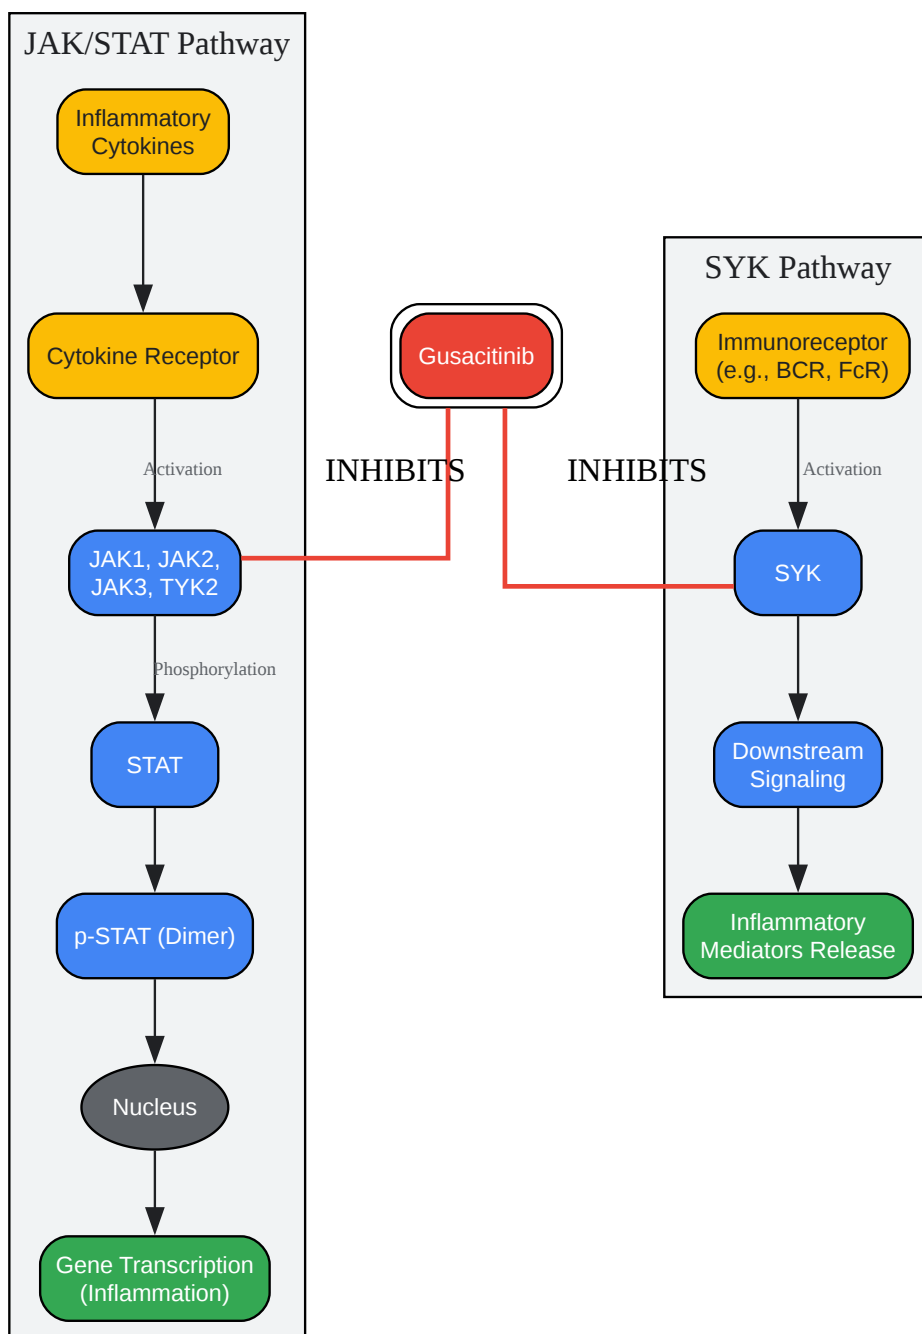 JAK/STAT Pathway
Inflammatory
Cytokines
Cytokine Receptor
Activation
JAK1, JAK2,
JAK3, TYK2
Phosphorylation
STAT
p-STAT (Dimer)
Nucleus
Gene Transcription
(Inflammation)
Gusacitinib
INHIBITS
INHIBITS
SYK Pathway
Immunoreceptor
(e.g., BCR, FcR)
Activation
SYK
Downstream
Signaling
Inflammatory
Mediators Release